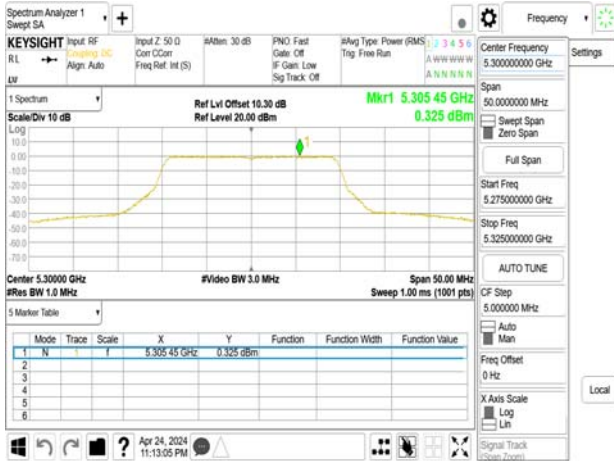 Spectrum Analyzer 1
Swept SA
Frequency
Settings
KEYSIGHT
RL
Input: RF
Coupling: DC
Align: Auto
Input Z: 50 Ω
Corr CCorr
Freq Ref: Int (S)
#Atten: 30 dB
PNO: Fast
Gate: Off
IF Gain: Low
Sig Track: Off
#Avg Type: Power (RMS
Trig: Free Run
1 2 3 4 5 6
A W W W W W
A N N N N N
1 Spectrum
Scale/Div 10 dB
Ref Lvl Offset 10.30 dB
Ref Level 20.00 dBm
Mkr1 5.305 45 GHz
0.325 dBm
Log
10.0
0.00
-10.0
-20.0
-30.0
-40.0
-50.0
-60.0
-70.0
1
Center 5.30000 GHz
#Res BW 1.0 MHz
#Video BW 3.0 MHz
Span 50.00 MHz
Sweep 1.00 ms (1001 pts)
5 Marker Table
Mode Trace Scale X Y Function Function Width Function Value
1 N 1 f 5.305 45 GHz 0.325 dBm
2
3
4
5
6
Apr 24, 2024
11:13:05 PM
Center Frequency
5.300000000 GHz
Span
50.0000000 MHz
Swept Span
Zero Span
Full Span
Start Freq
5.275000000 GHz
Stop Freq
5.325000000 GHz
AUTO TUNE
CF Step
5.000000 MHz
Auto
Man
Freq Offset
0 Hz
X Axis Scale
Log
Lin
Signal Track
(Span Zoom)
Local